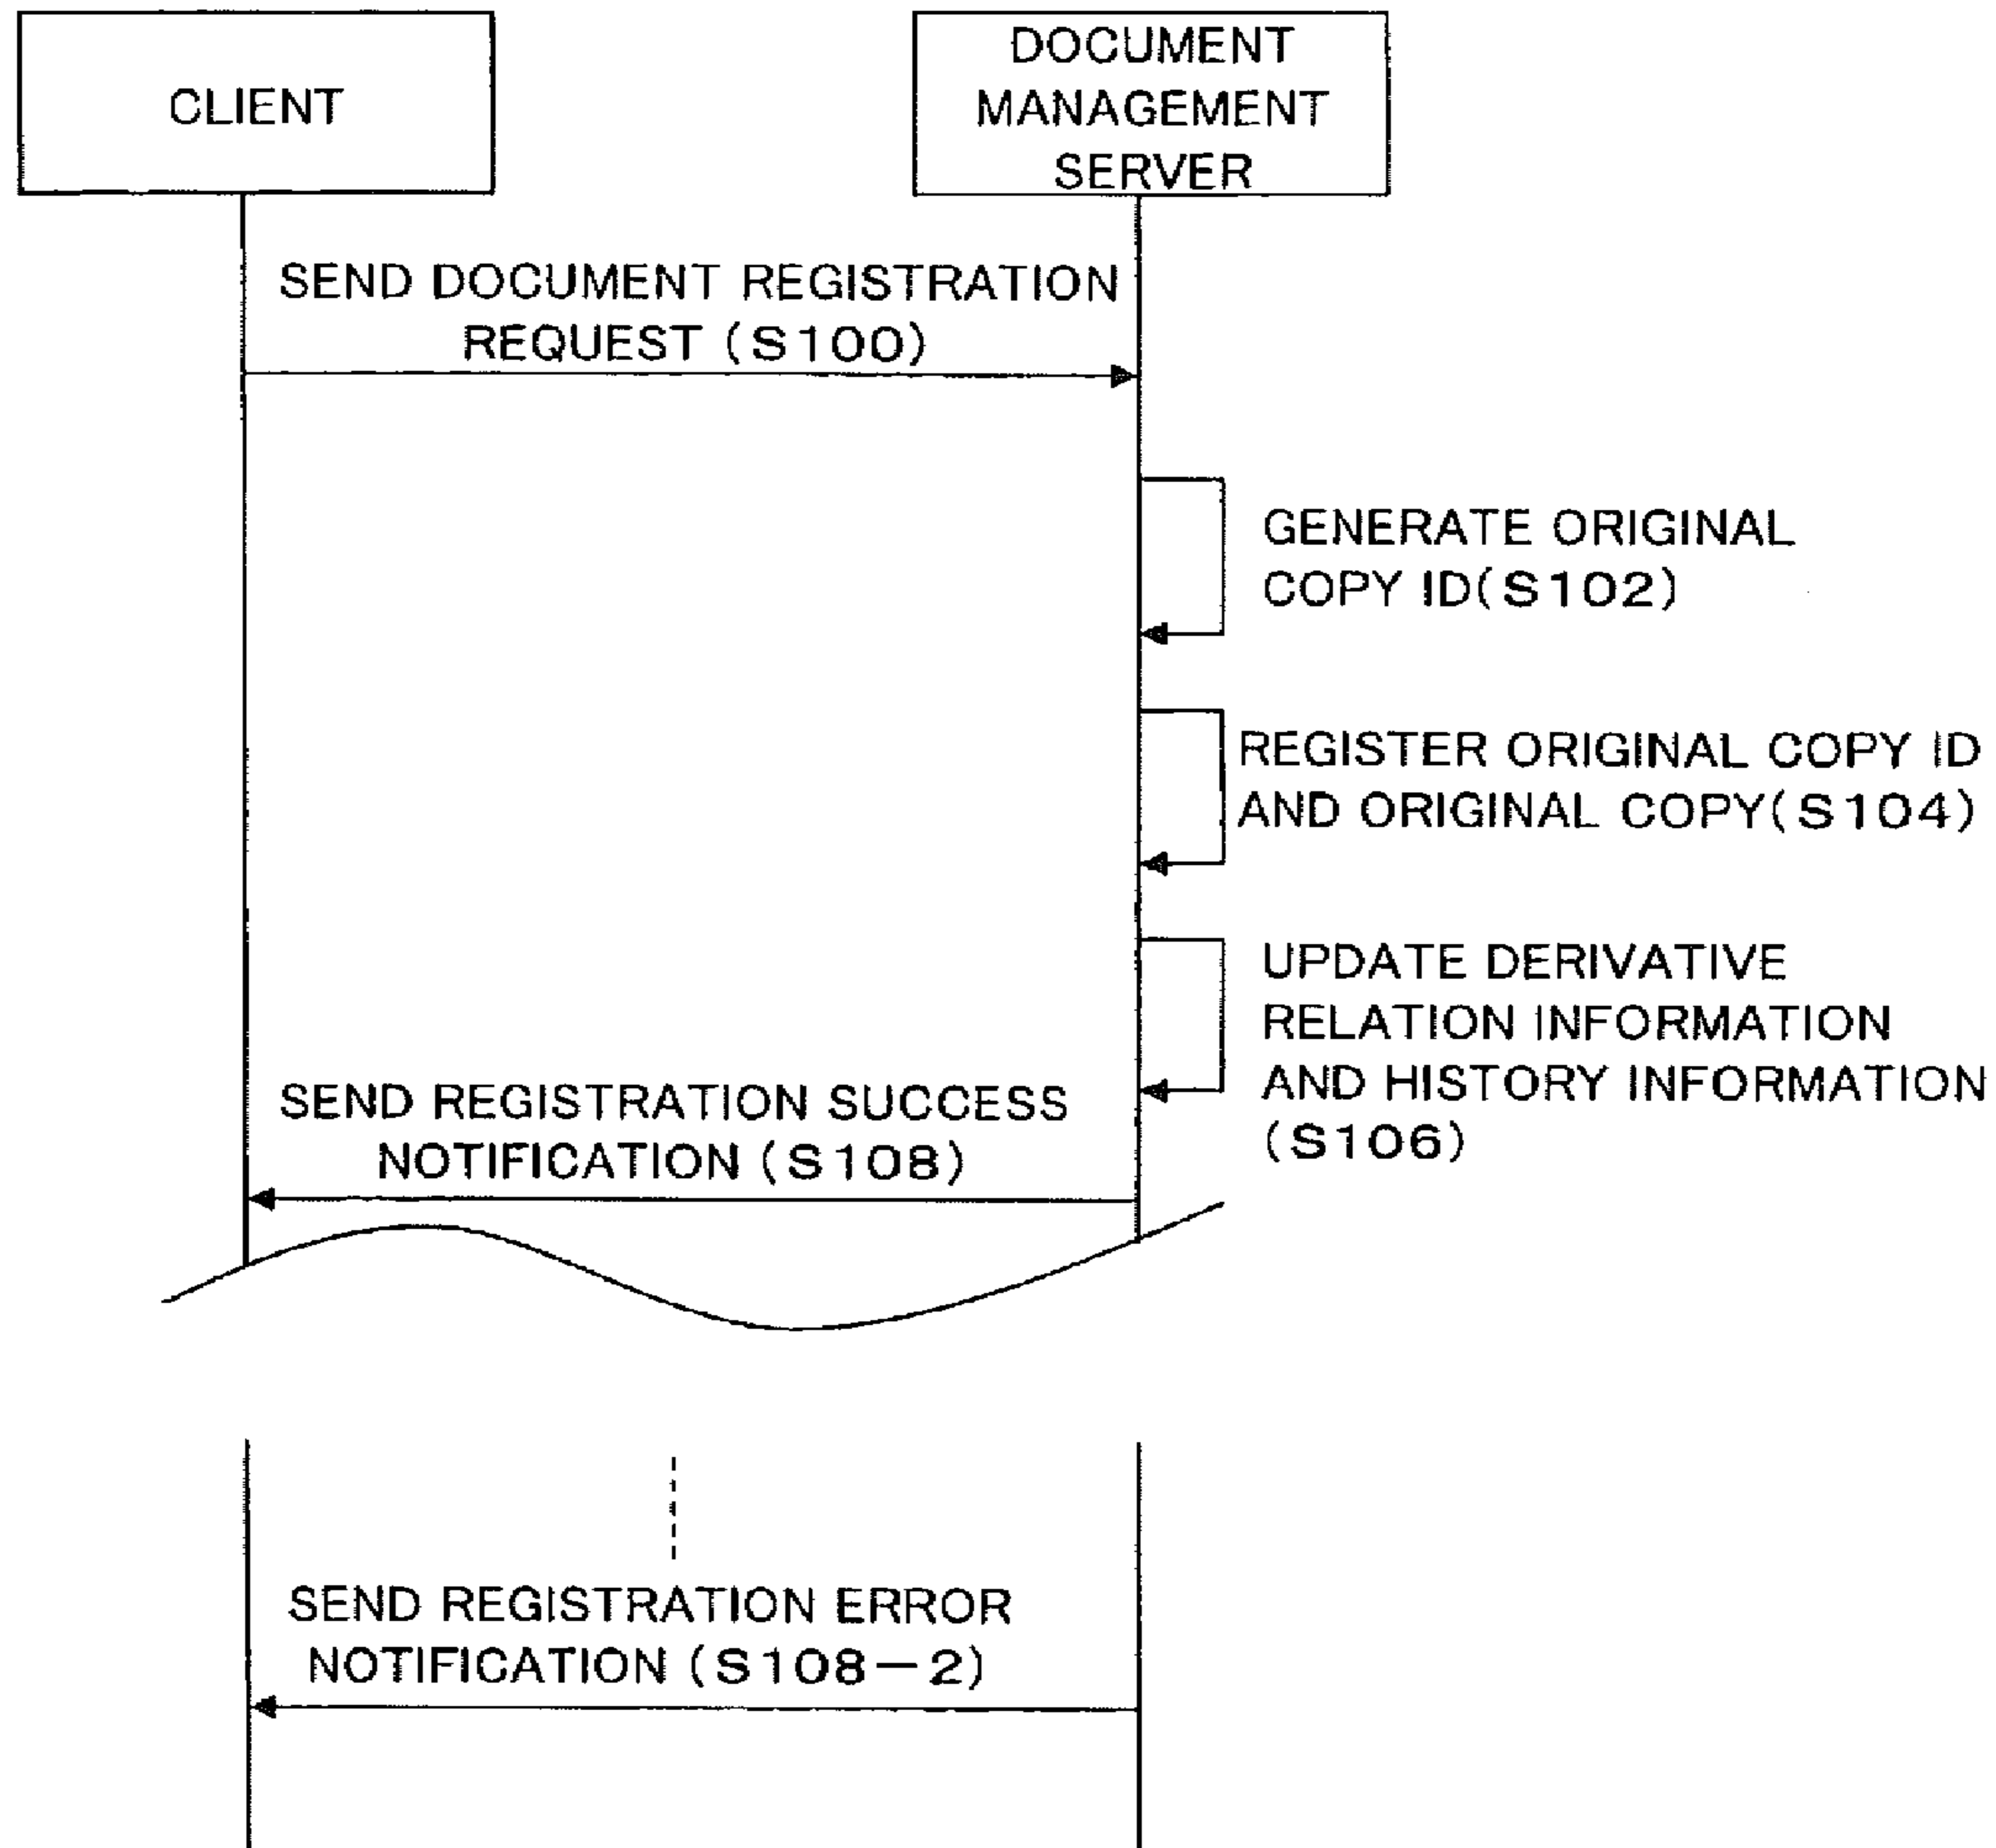 CLIENT
DOCUMENT
MANAGEMENT
SERVER
SEND DOCUMENT REGISTRATION
REQUEST (S100)
GENERATE ORIGINAL
COPY ID(S102)
REGISTER ORIGINAL COPY ID
AND ORIGINAL COPY(S104)
UPDATE DERIVATIVE
RELATION INFORMATION
AND HISTORY INFORMATION
(S106)
SEND REGISTRATION SUCCESS
NOTIFICATION (S108)
SEND REGISTRATION ERROR
NOTIFICATION (S108-2)